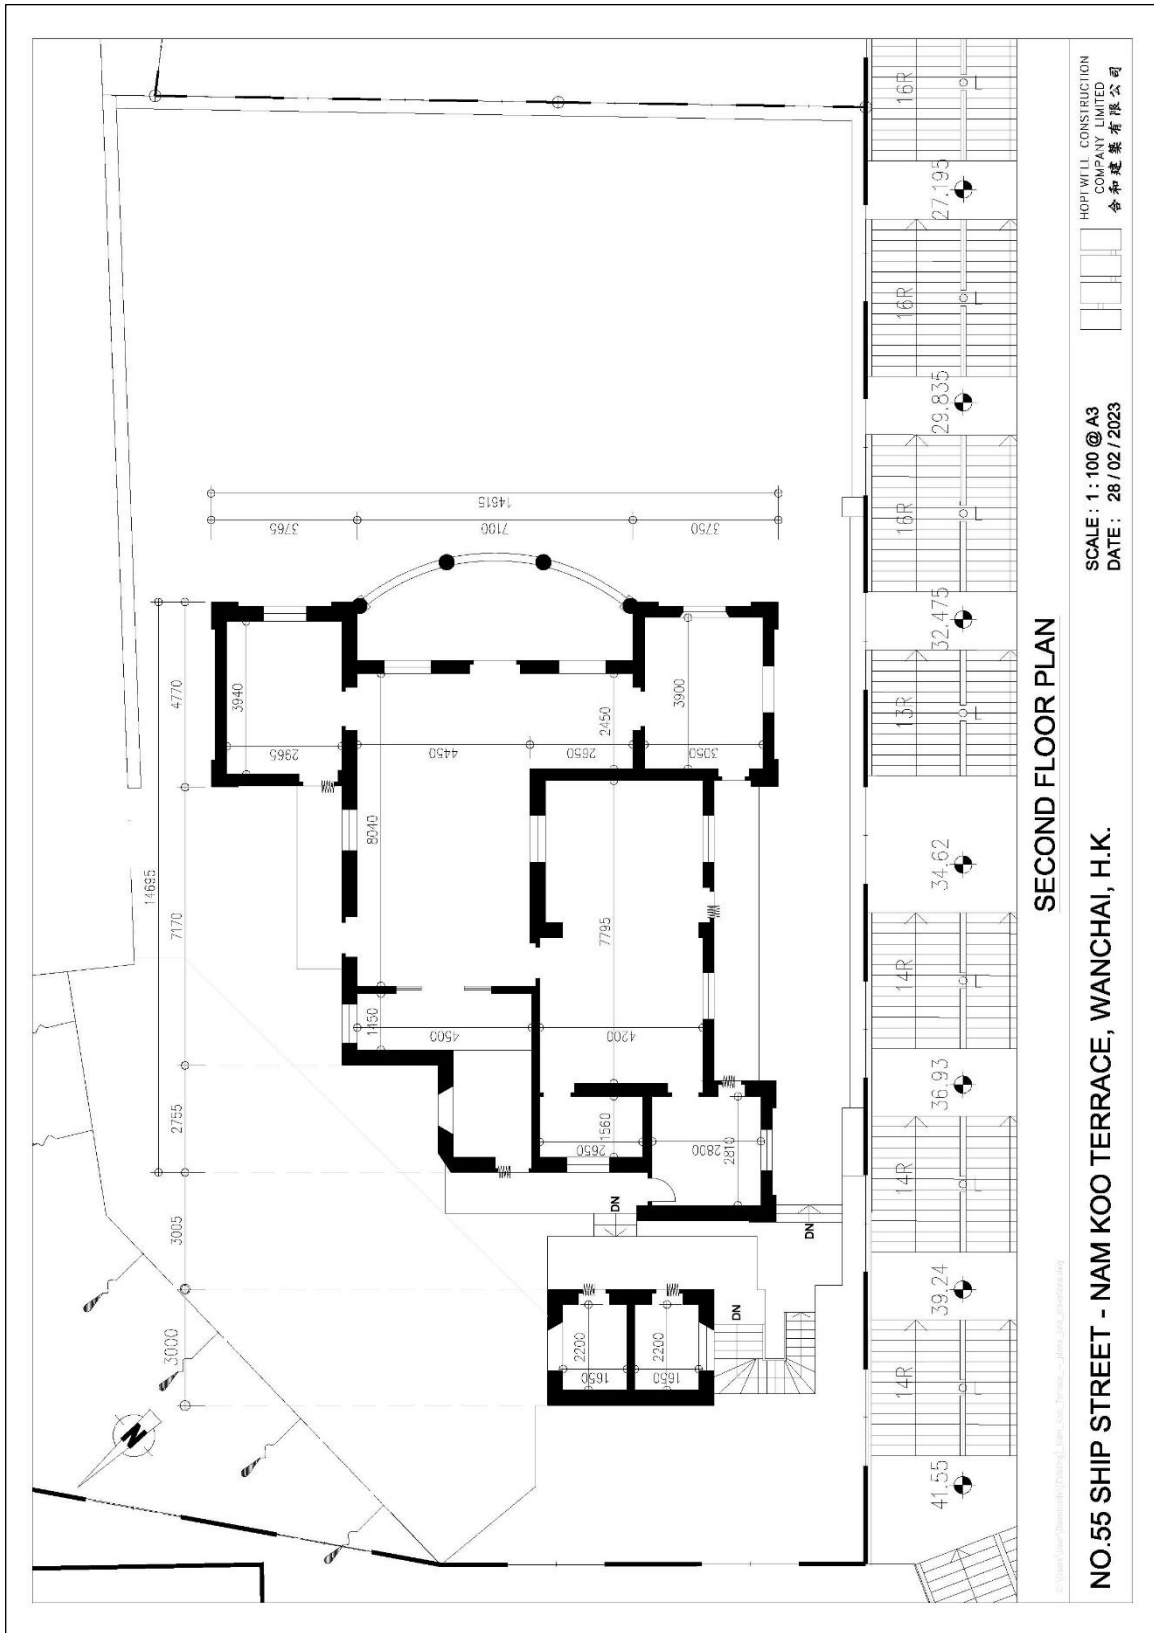 SECOND FLOOR PLAN
NO.55 SHIP STREET - NAM KOO TERRACE, WANCHAI, H.K.
SCALE : 1 : 100 @ A3
DATE : 28 / 02 / 2023
HOPEWELL CONSTRUCTION
COMPANY LIMITED
合和建築有限公司
N
14695
3000
3005
2755
7170
4770
14615
3765
7100
3750
3940
2965
8040
4450
2650
2450
3900
3050
7795
1450
4500
4200
1560
2650
2800
2810
2200
1650
2200
1650
DN
DN
DN
41.55
14R
L
39.24
14R
L
36.93
14R
L
34.62
13R
L
32.475
16R
L
29.835
16R
L
27.195
16R
L